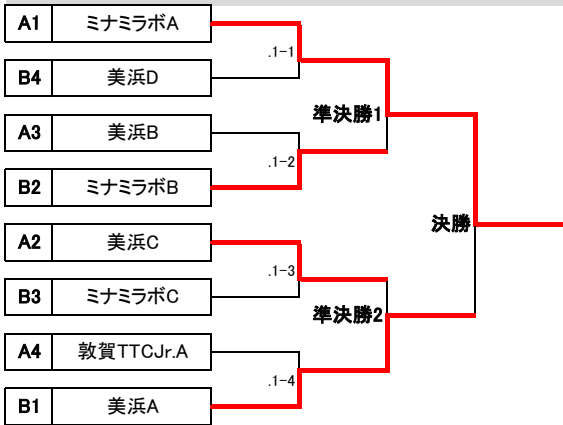 A1 ミナミラボA
.1-1
B4 美浜D
準決勝1
A3 美浜B
.1-2
B2 ミナミラボB
決勝
A2 美浜C
.1-3
B3 ミナミラボC
準決勝2
A4 敦賀TTCJr.A
.1-4
B1 美浜A